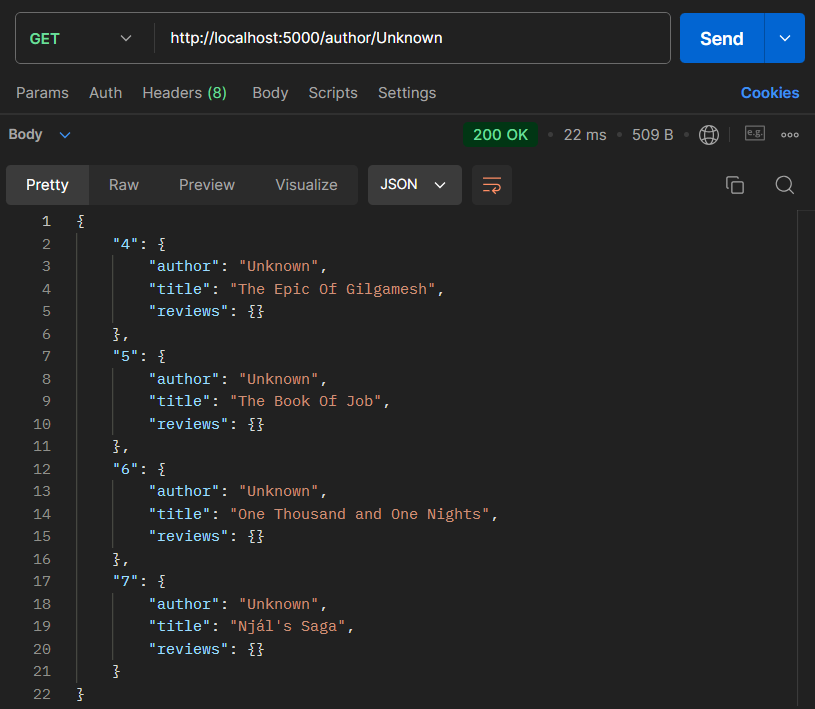 GET http://localhost:5000/author/Unknown Send
Params Auth Headers (8) Body Scripts Settings Cookies
Body 200 OK 22 ms 509 B e.g.
Pretty Raw Preview Visualize JSON
1 {
2 "4": {
3 "author": "Unknown",
4 "title": "The Epic Of Gilgamesh",
5 "reviews": {}
6 },
7 "5": {
8 "author": "Unknown",
9 "title": "The Book Of Job",
10 "reviews": {}
11 },
12 "6": {
13 "author": "Unknown",
14 "title": "One Thousand and One Nights",
15 "reviews": {}
16 },
17 "7": {
18 "author": "Unknown",
19 "title": "Njál's Saga",
20 "reviews": {}
21 }
22 }